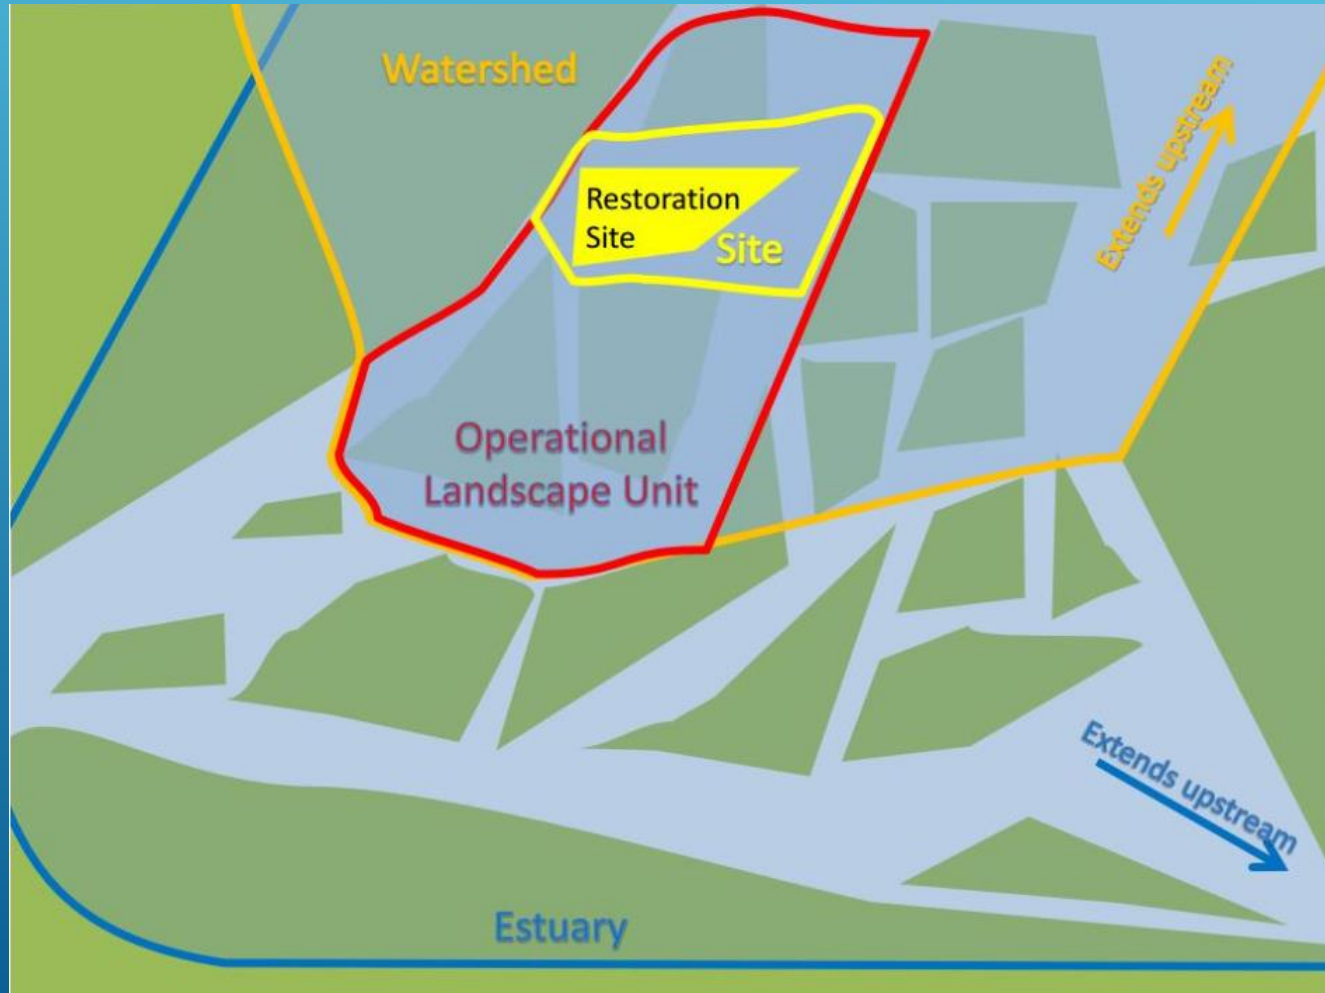 Watershed
Extends upstream
Restoration
Site
Site
Operational
Landscape Unit
Extends upstream
Estuary